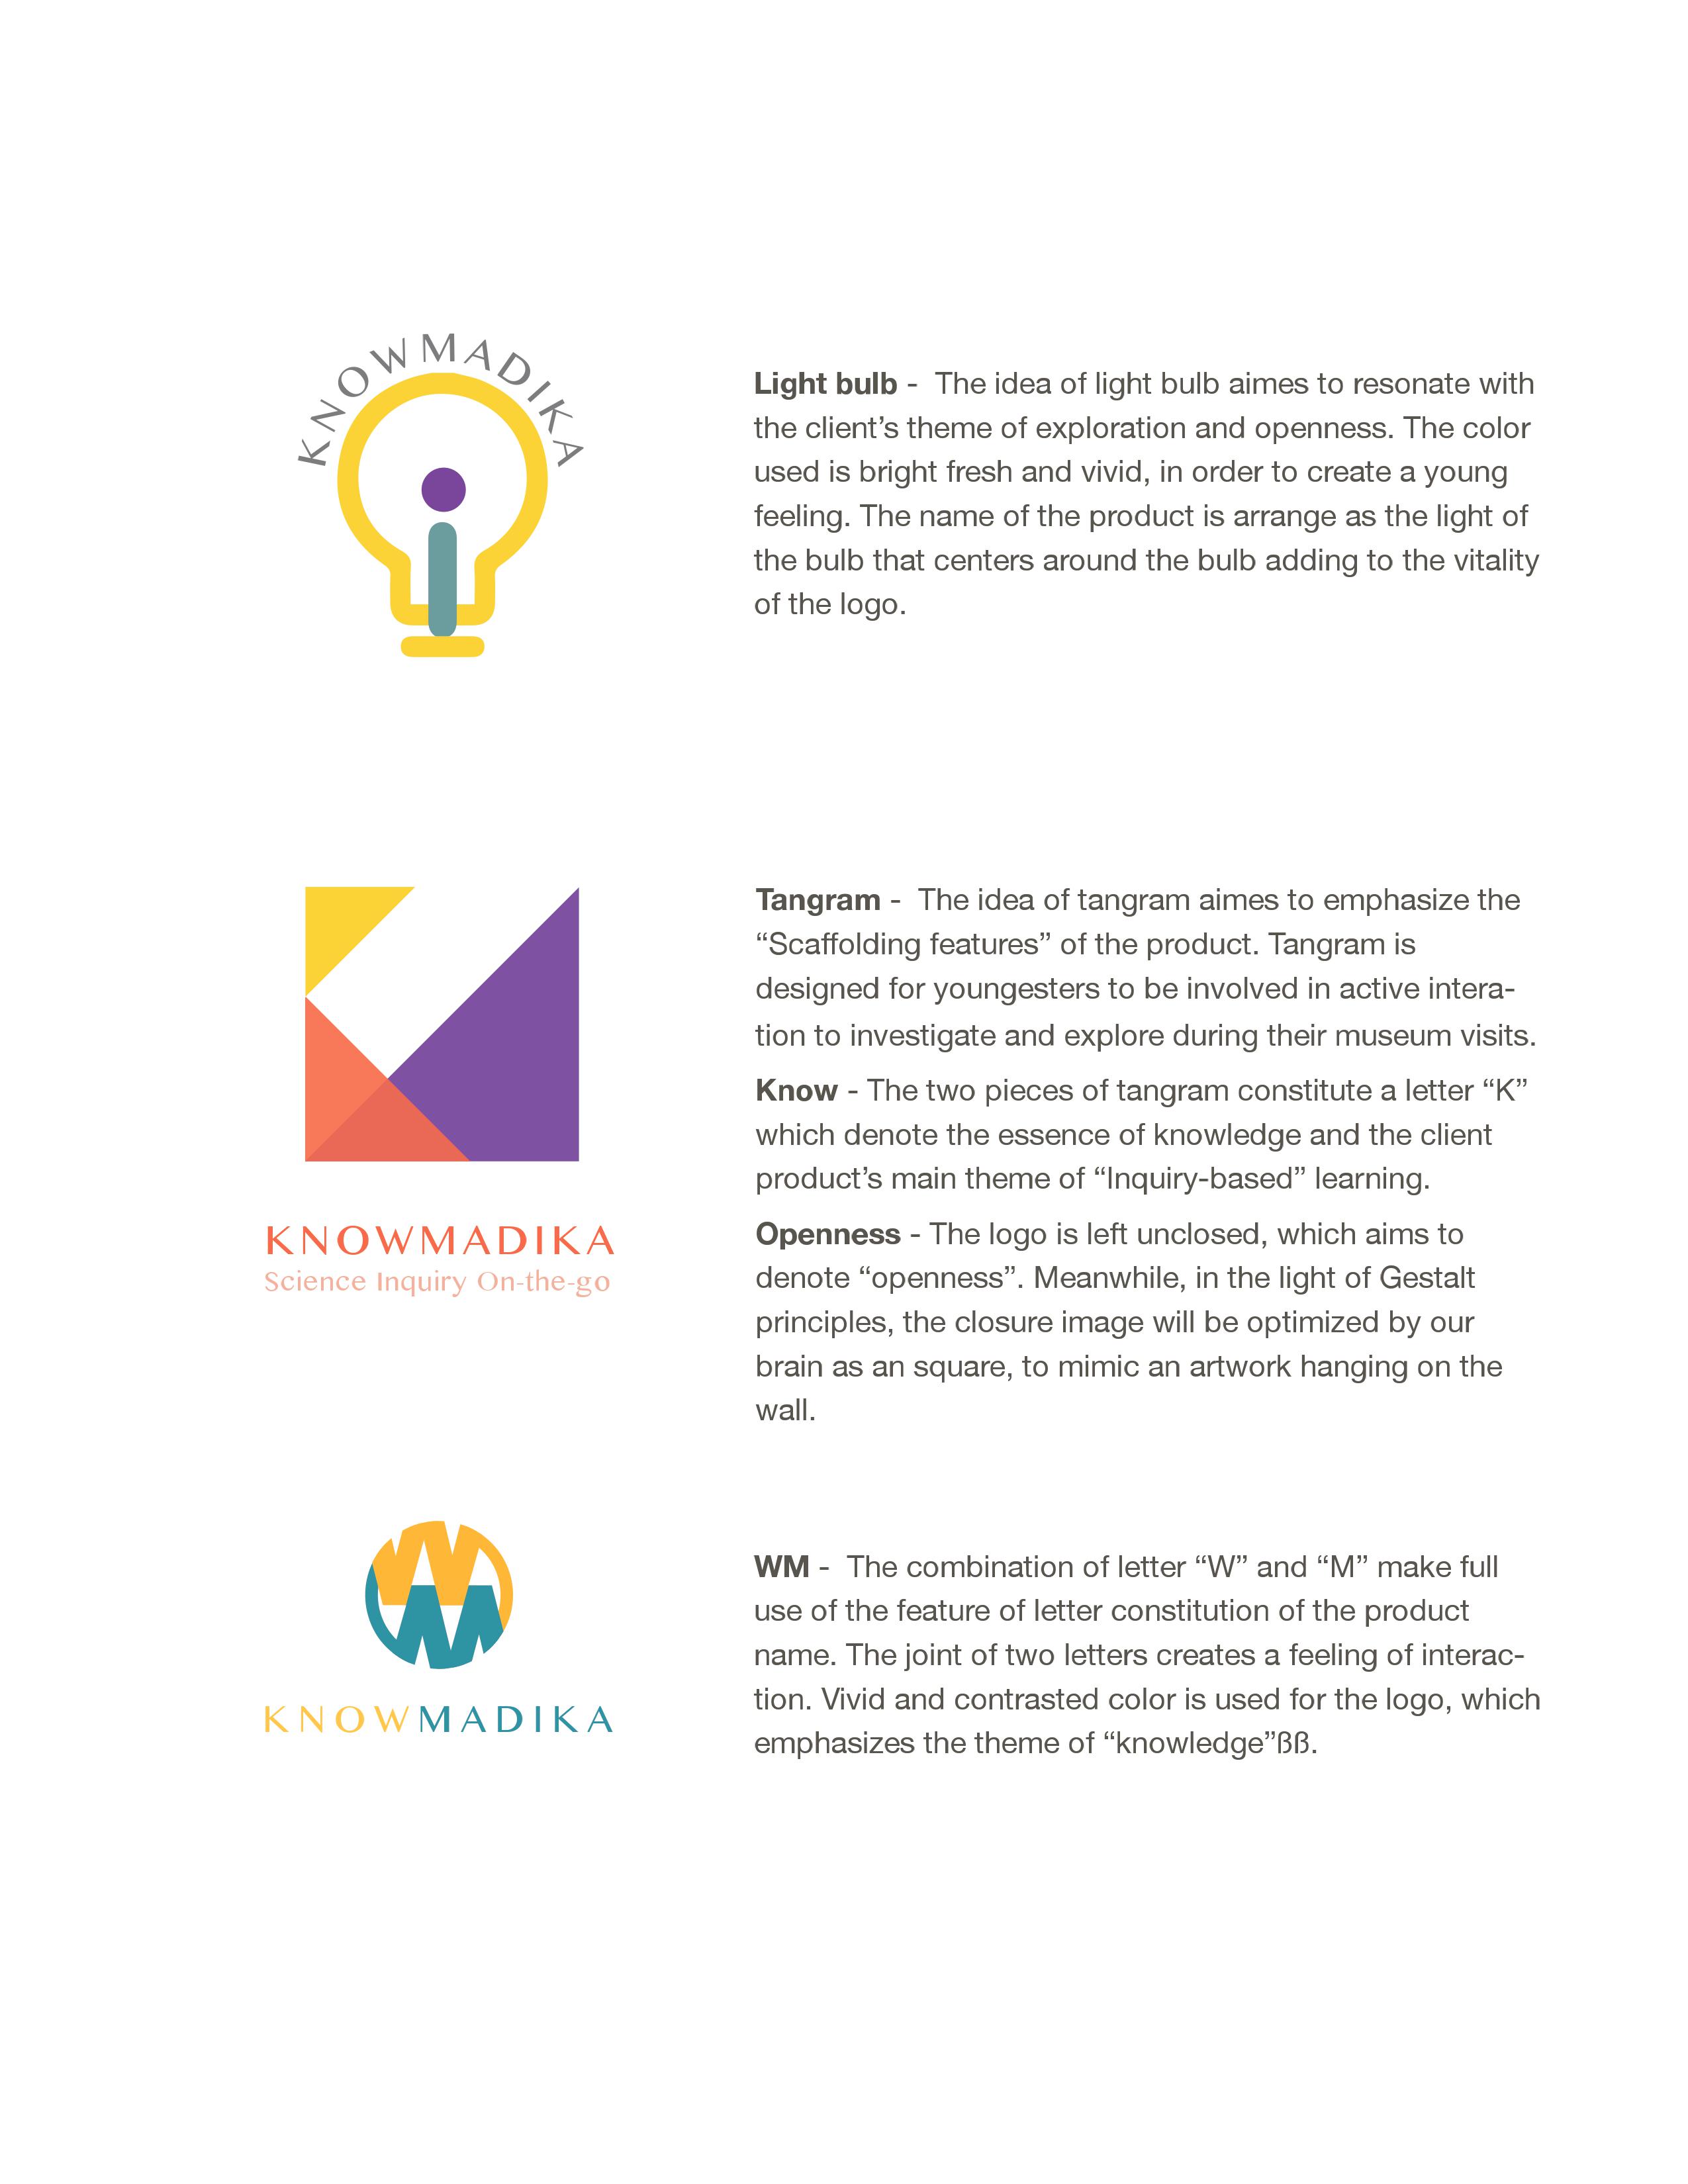 KNOWMADIKA
Light bulb -  The idea of light bulb aimes to resonate with
the client’s theme of exploration and openness. The color
used is bright fresh and vivid, in order to create a young
feeling. The name of the product is arrange as the light of
the bulb that centers around the bulb adding to the vitality
of the logo.
KNOWMADIKA
Science Inquiry On-the-go
Tangram -  The idea of tangram aimes to emphasize the
“Scaffolding features” of the product. Tangram is
designed for youngesters to be involved in active intera-
tion to investigate and explore during their museum visits.
Know - The two pieces of tangram constitute a letter “K”
which denote the essence of knowledge and the client
product’s main theme of “Inquiry-based” learning.
Openness - The logo is left unclosed, which aims to
denote “openness”. Meanwhile, in the light of Gestalt
principles, the closure image will be optimized by our
brain as an square, to mimic an artwork hanging on the
wall.
WM
KNOWMADIKA
WM -  The combination of letter “W” and “M” make full
use of the feature of letter constitution of the product
name. The joint of two letters creates a feeling of interac-
tion. Vivid and contrasted color is used for the logo, which
emphasizes the theme of “knowledge”ßß.